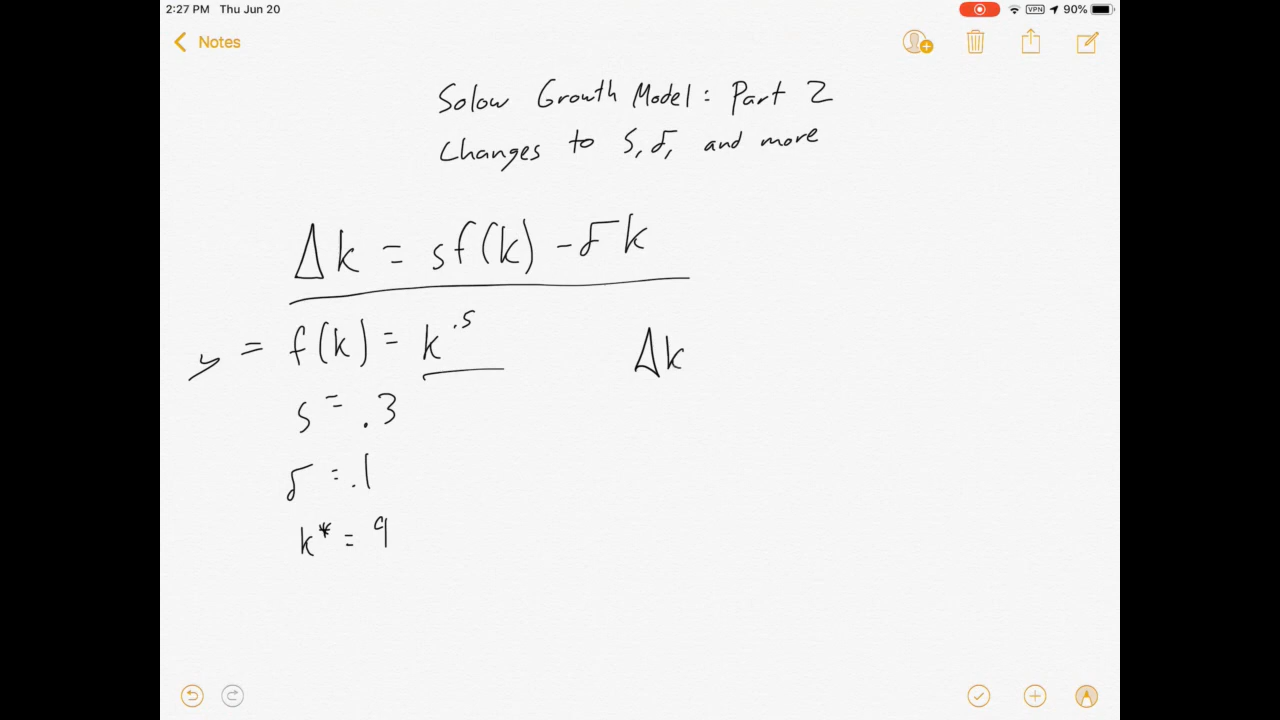 2:27 PM Thu Jun 20 VPN 90%
Notes
Solow Growth Model: Part 2
Changes to s, δ, and more
Δk = sf(k) - δk
y = f(k) = k^.5
Δk
s = .3
δ = .1
k* = 9